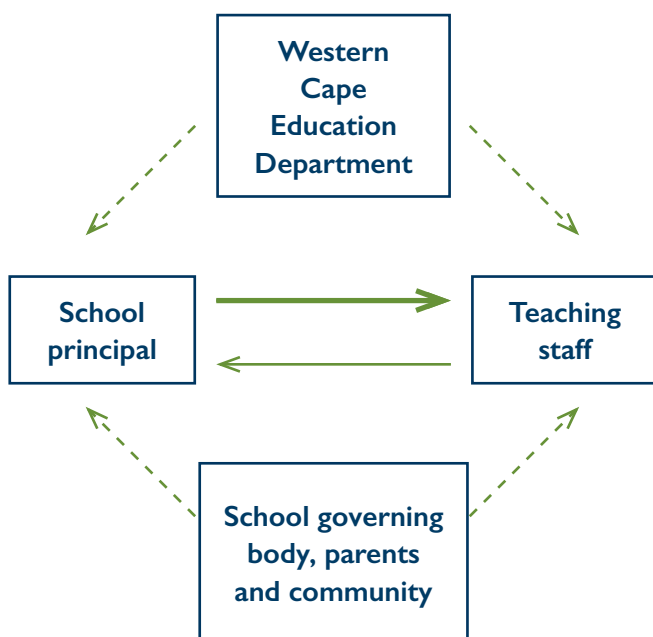 Western
Cape
Education
Department
School
principal
Teaching
staff
School governing
body, parents
and community